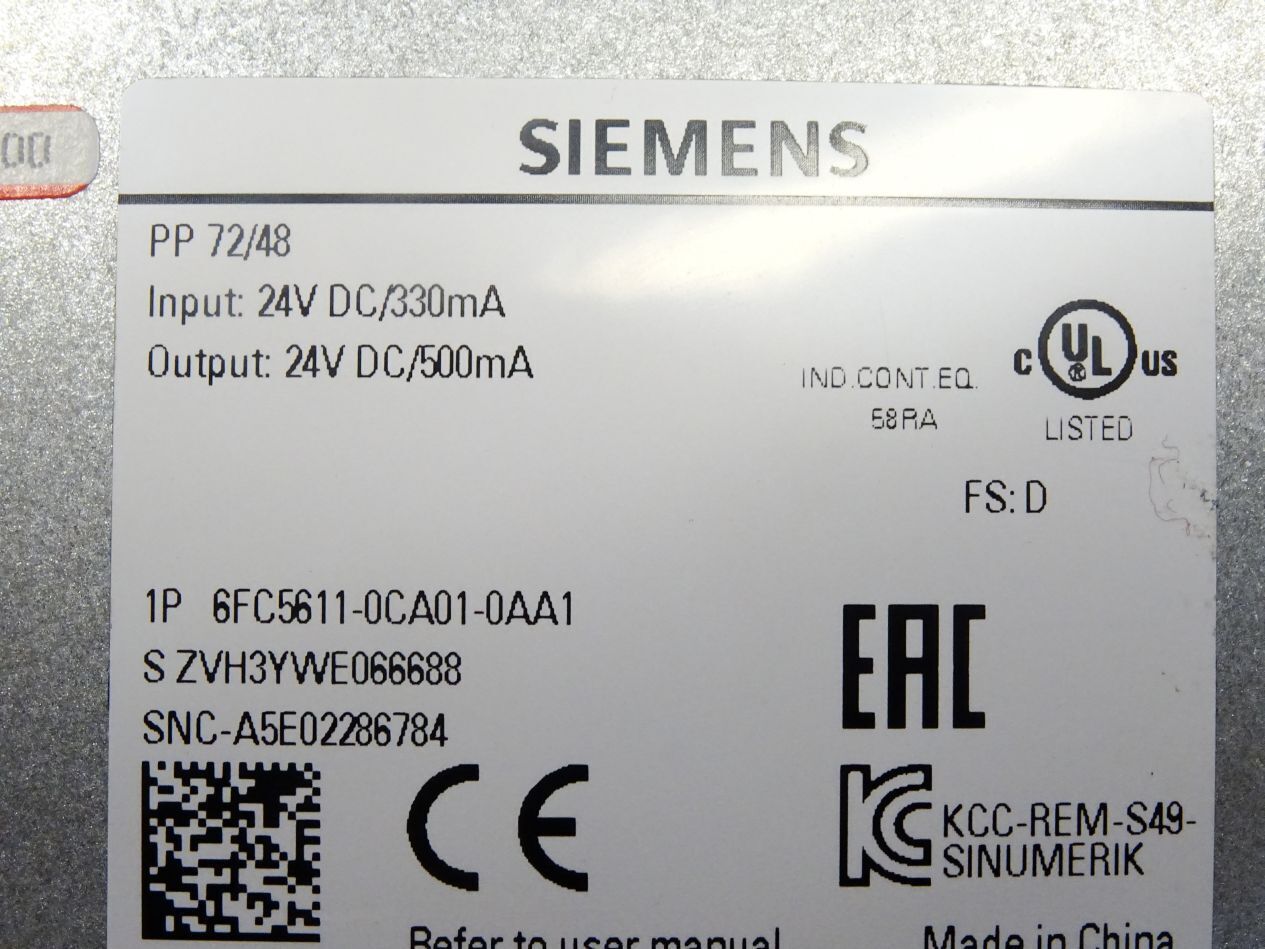 SIEMENS
00
PP 72/48
Input: 24V DC/330mA
Output: 24V DC/500mA
C UL US
IND.CONT.EQ.
58RA
LISTED
FS: D
1P 6FC5611-0CA01-0AA1
S ZVH3YWE066688
SNC-A5E02286784
EAC
CE
KC
KCC-REM-S49-
SINUMERIK
Refer to user manual
Made in China